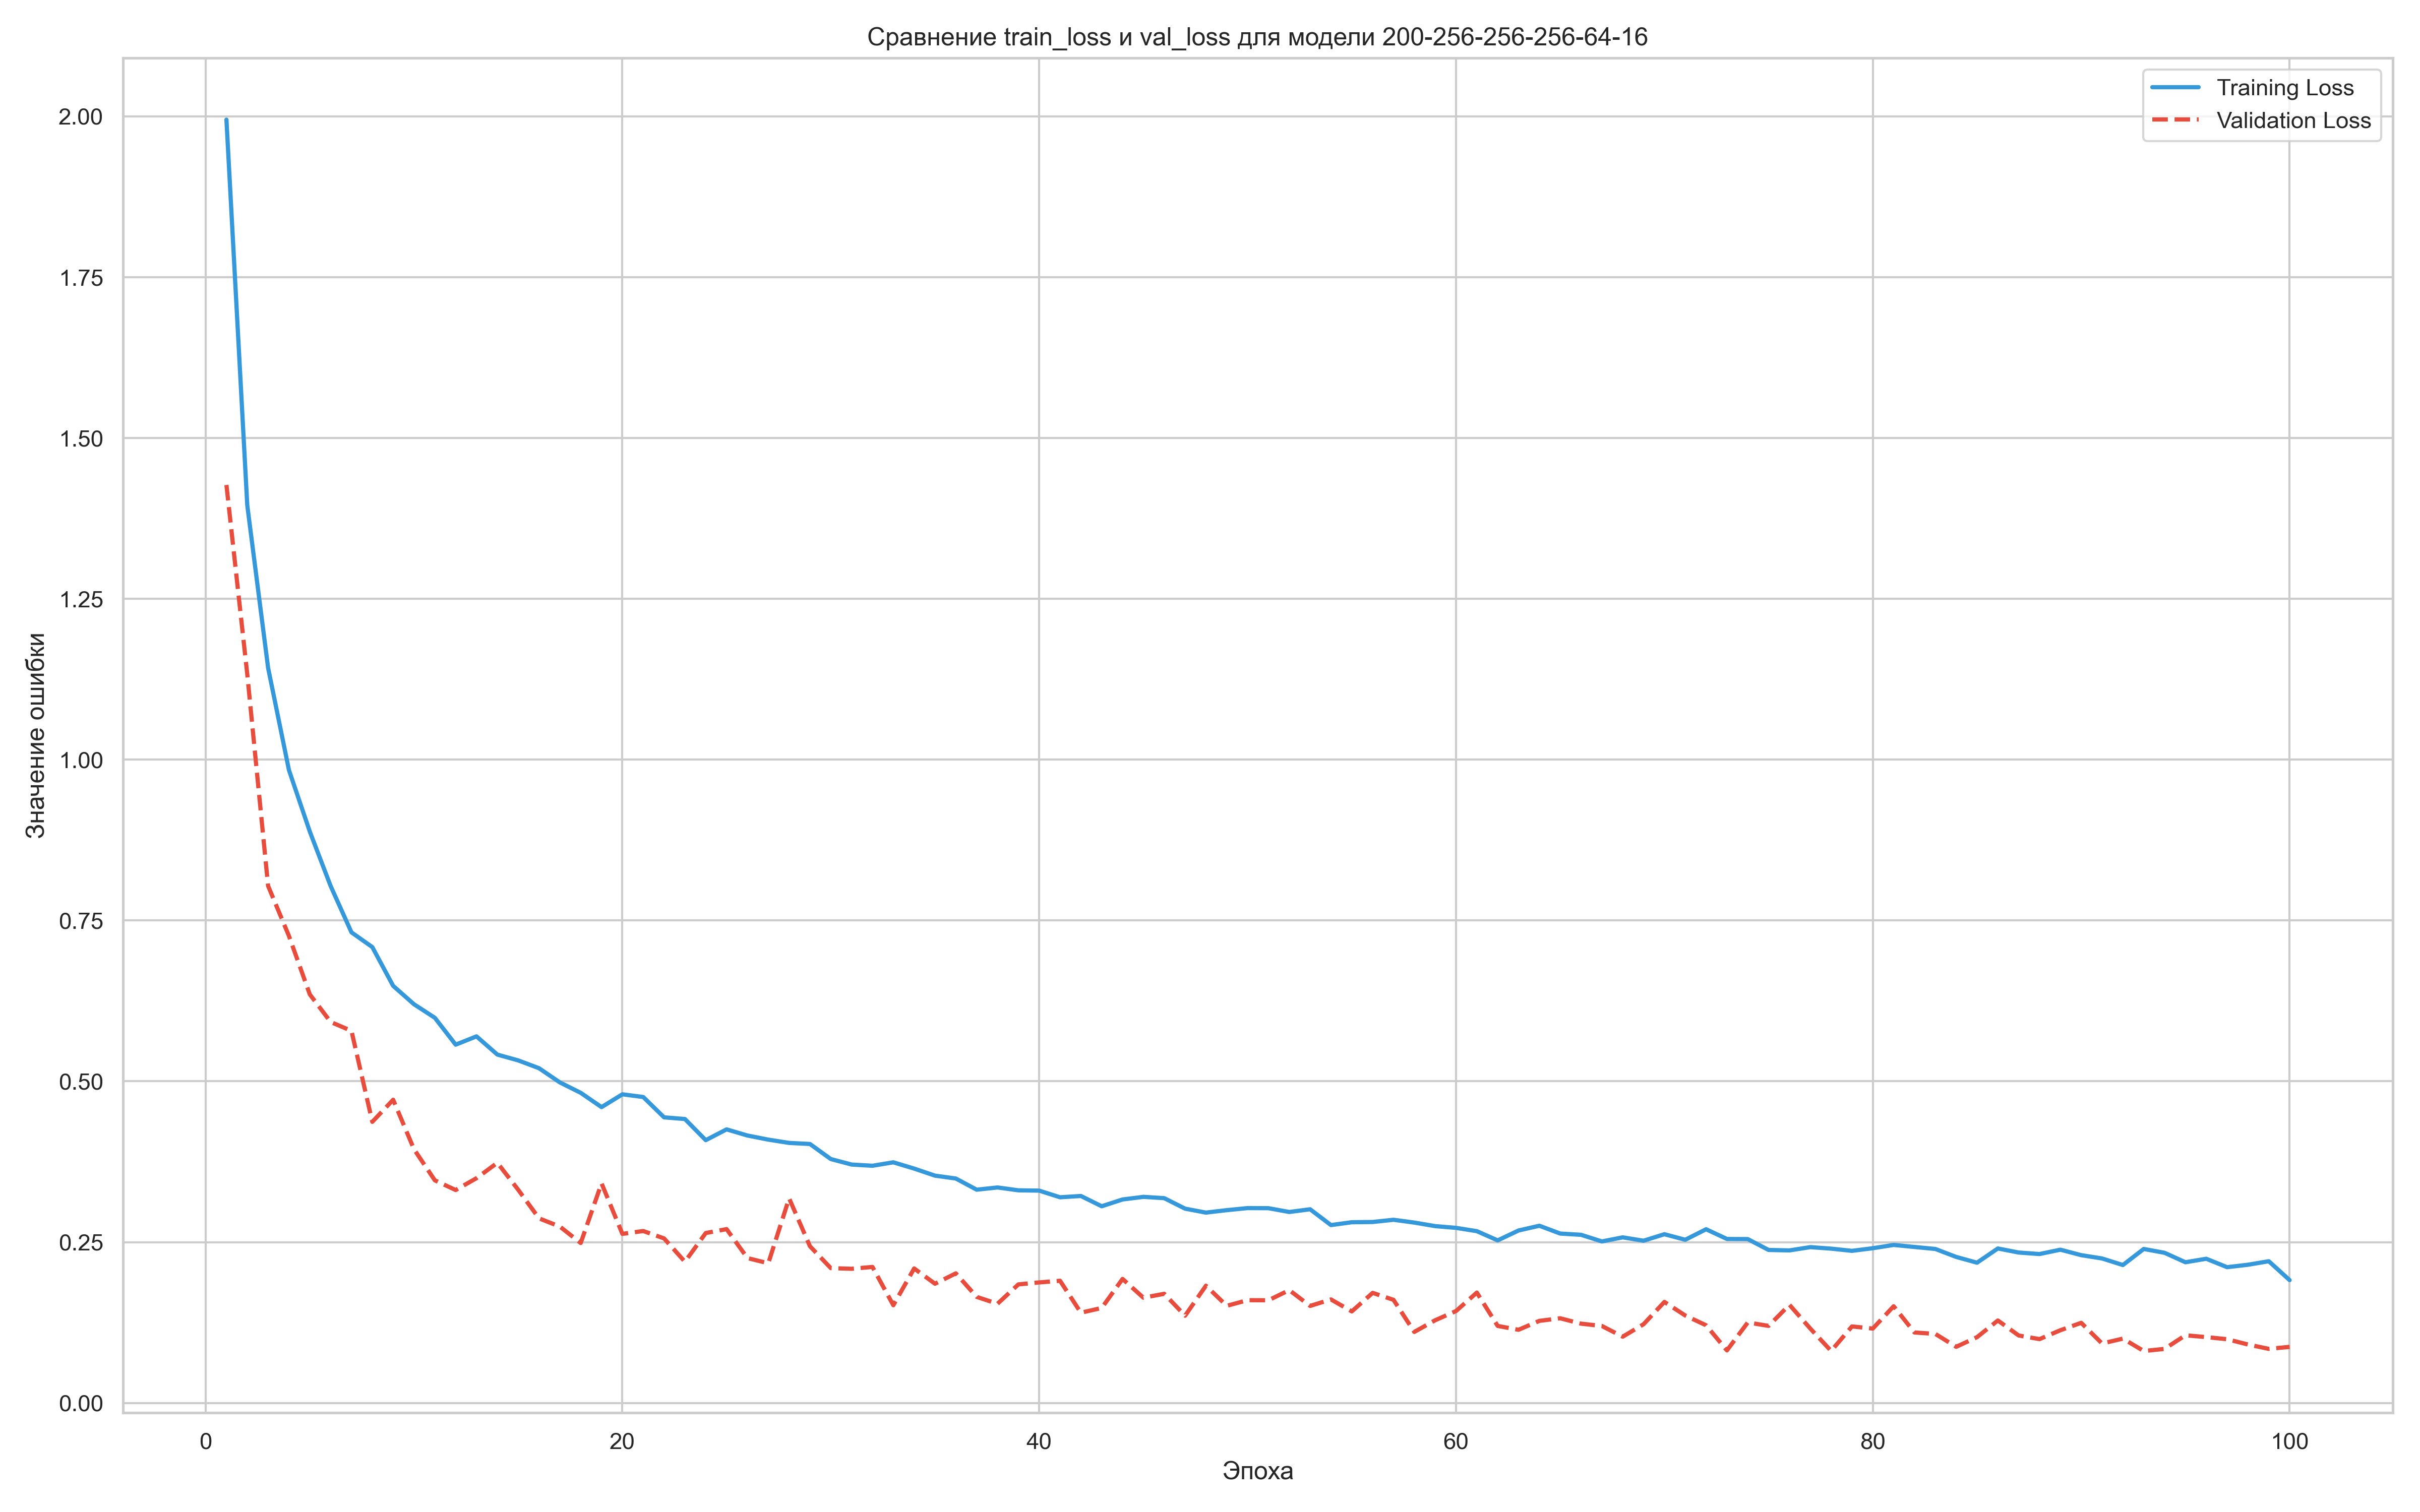 Сравнение train_loss и val_loss для модели 200-256-256-256-64-16
Training Loss
Validation Loss
2.00
1.75
1.50
1.25
1.00
0.75
0.50
0.25
0.00
Значение ошибки
0 20 40 60 80 100
Эпоха